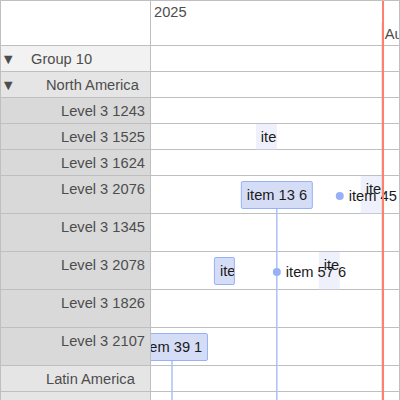 2025
Au
▼ Group 10
▼ North America
Level 3 1243
Level 3 1525
ite
Level 3 1624
Level 3 2076
item 13 6
ite
item 45
Level 3 1345
Level 3 2078
ite
item 57 6
ite
Level 3 1826
Level 3 2107
em 39 1
Latin America